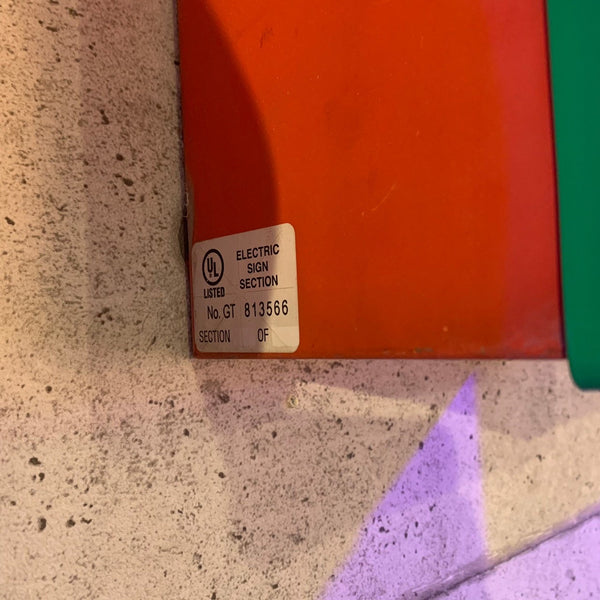 UL
LISTED
ELECTRIC
SIGN
SECTION
No. GT 813566
SECTION OF